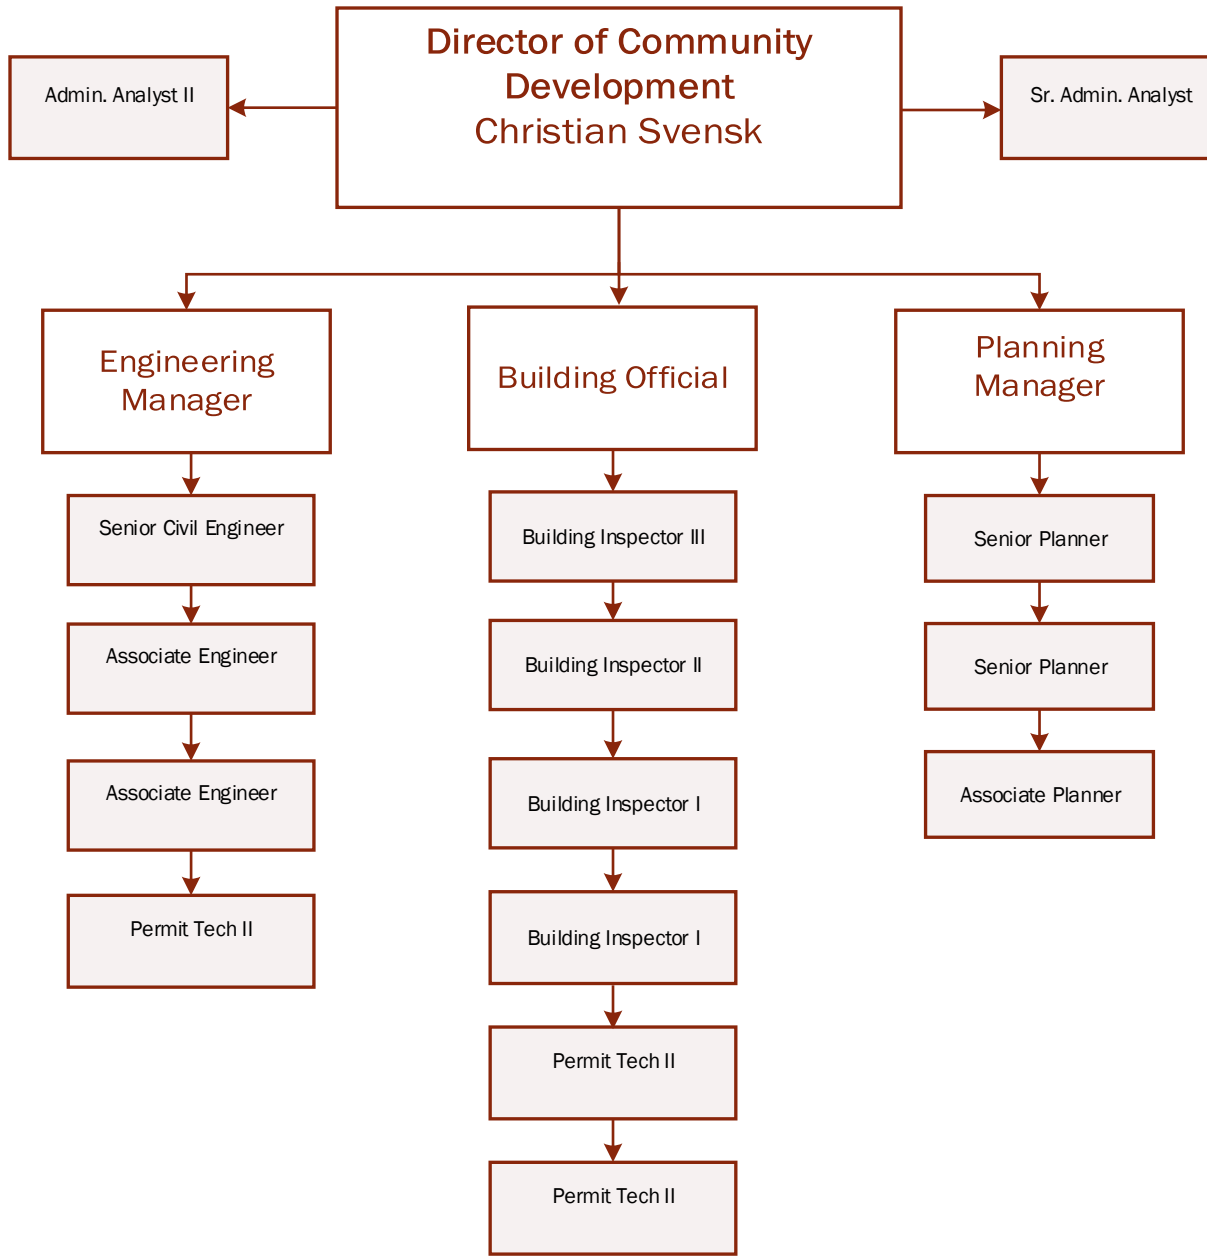 Director of Community
Development
Christian Svensk
Admin. Analyst II
Sr. Admin. Analyst
Engineering
Manager
Building Official
Planning
Manager
Senior Civil Engineer
Associate Engineer
Associate Engineer
Permit Tech II
Building Inspector III
Building Inspector II
Building Inspector I
Building Inspector I
Permit Tech II
Permit Tech II
Senior Planner
Senior Planner
Associate Planner